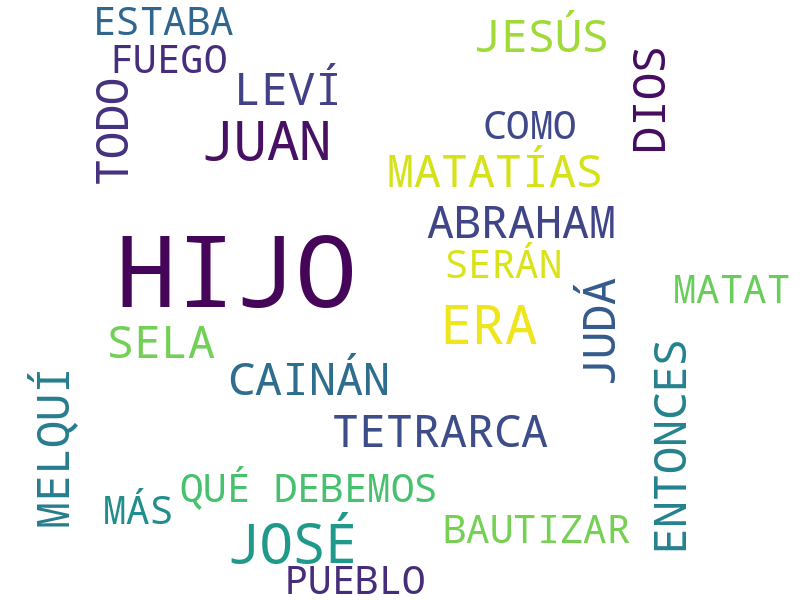 ESTABA
JESÚS
FUEGO
DIOS
LEVÍ
TODO
COMO
JUAN
MATATÍAS
ABRAHAM
HIJO
SERÁN
MATAT
JUDÁ
ERA
SELA
CAINÁN
ENTONCES
MELQUÍ
TETRARCA
QUÉ DEBEMOS
MÁS
BAUTIZAR
JOSÉ
PUEBLO